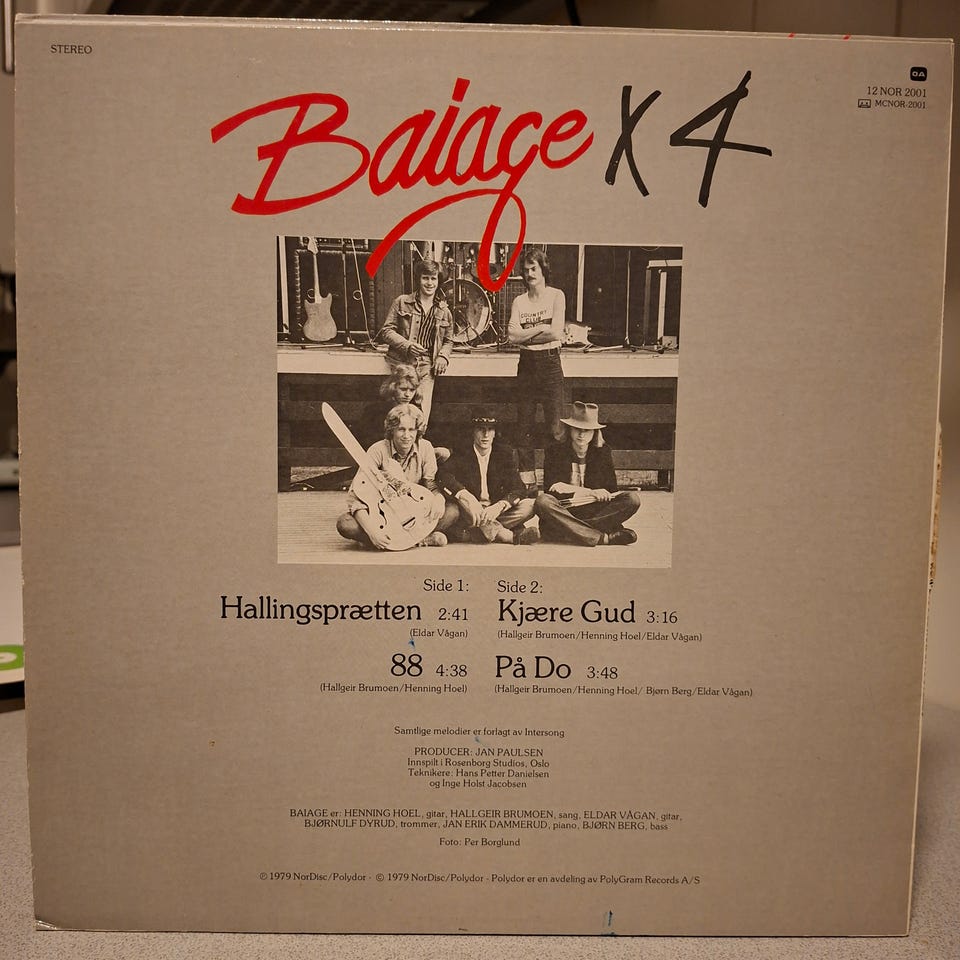 STEREO
OA
12 NOR 2001
MCNOR-2001
Baiage X 4
COUNTRY
CLUB
Side 1:
Hallingsprætten 2:41
(Eldar Vågan)
88 4:38
(Hallgeir Brumoen/Henning Hoel)
Side 2:
Kjære Gud 3:16
(Hallgeir Brumoen/Henning Hoel/Eldar Vågan)
På Do 3:48
(Hallgeir Brumoen/Henning Hoel/ Bjørn Berg/Eldar Vågan)
Samtlige melodier er forlagt av Intersong
PRODUCER: JAN PAULSEN
Innspilt i Rosenborg Studios, Oslo
Teknikere: Hans Petter Danielsen
og Inge Holst Jacobsen
BAIAGE er: HENNING HOEL, gitar, HALLGEIR BRUMOEN, sang, ELDAR VÅGAN, gitar,
BJØRNULF DYRUD, trommer, JAN ERIK DAMMERUD, piano, BJØRN BERG, bass
Foto: Per Borglund
℗ 1979 NorDisc/Polydor · © 1979 NorDisc/Polydor - Polydor er en avdeling av PolyGram Records A/S